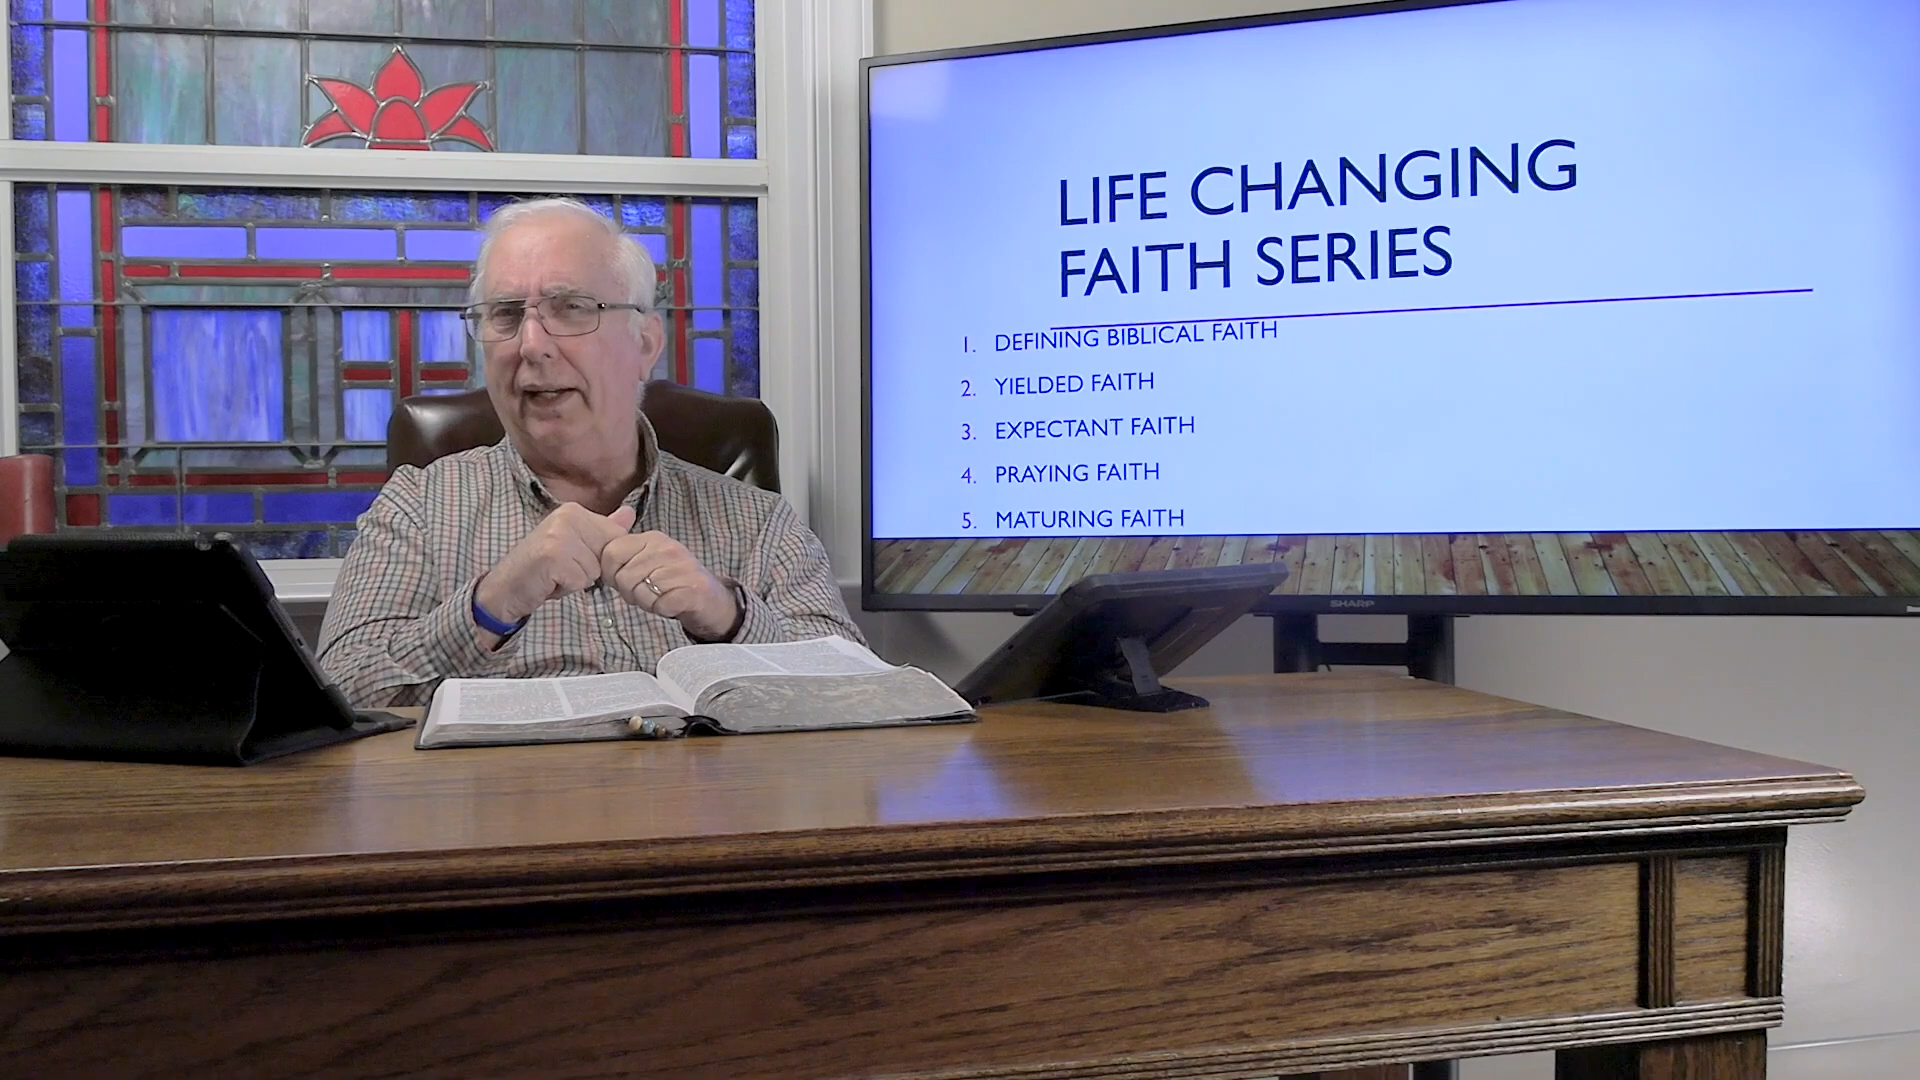 LIFE CHANGING
FAITH SERIES
1. DEFINING BIBLICAL FAITH
2. YIELDED FAITH
3. EXPECTANT FAITH
4. PRAYING FAITH
5. MATURING FAITH
SHARP